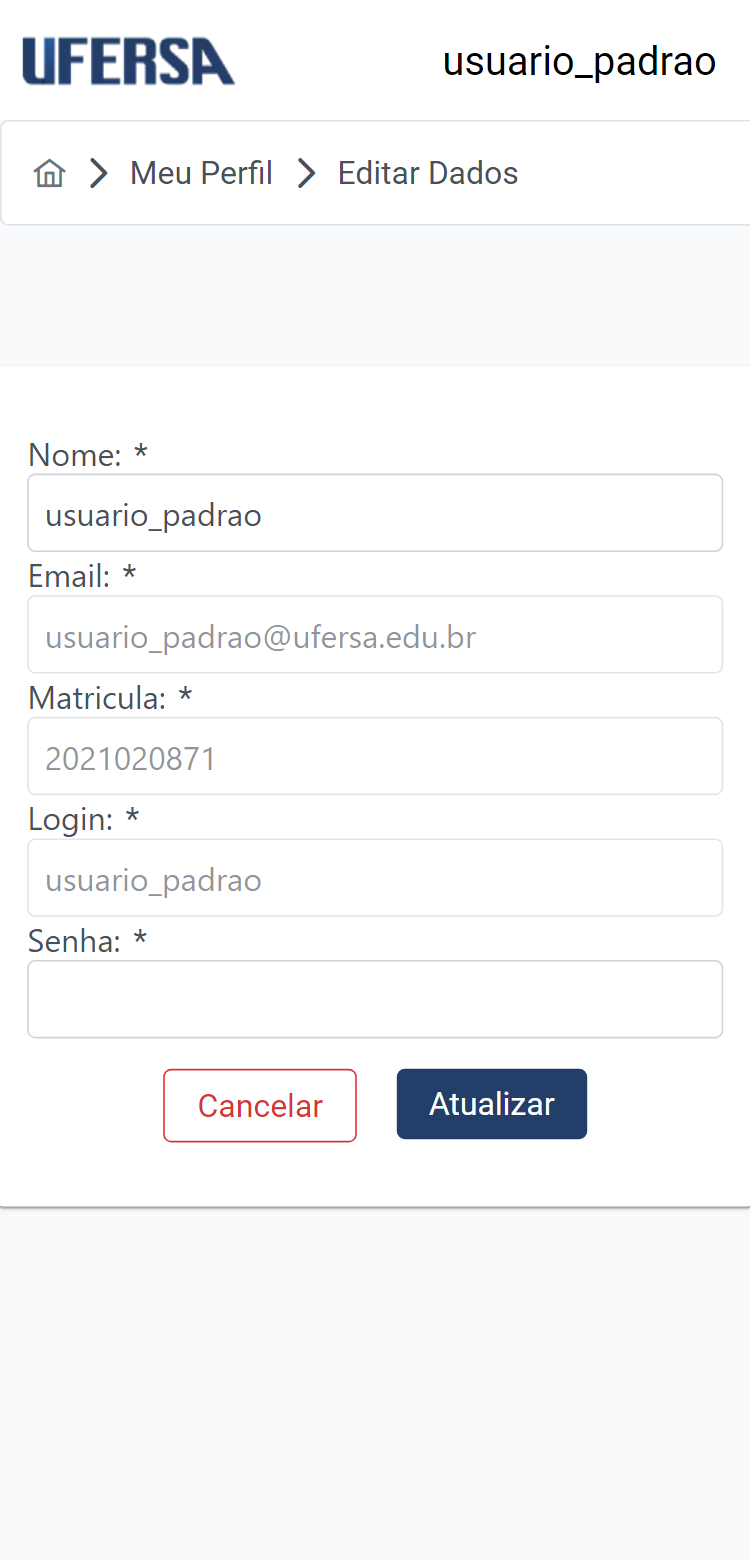 UFERSA usuario_padrao
Meu Perfil Editar Dados
Nome: *
usuario_padrao
Email: *
usuario_padrao@ufersa.edu.br
Matricula: *
2021020871
Login: *
usuario_padrao
Senha: *
Cancelar Atualizar